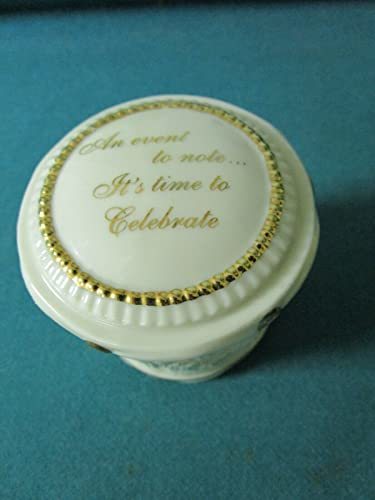 An event
to note...
It's time to
Celebrate